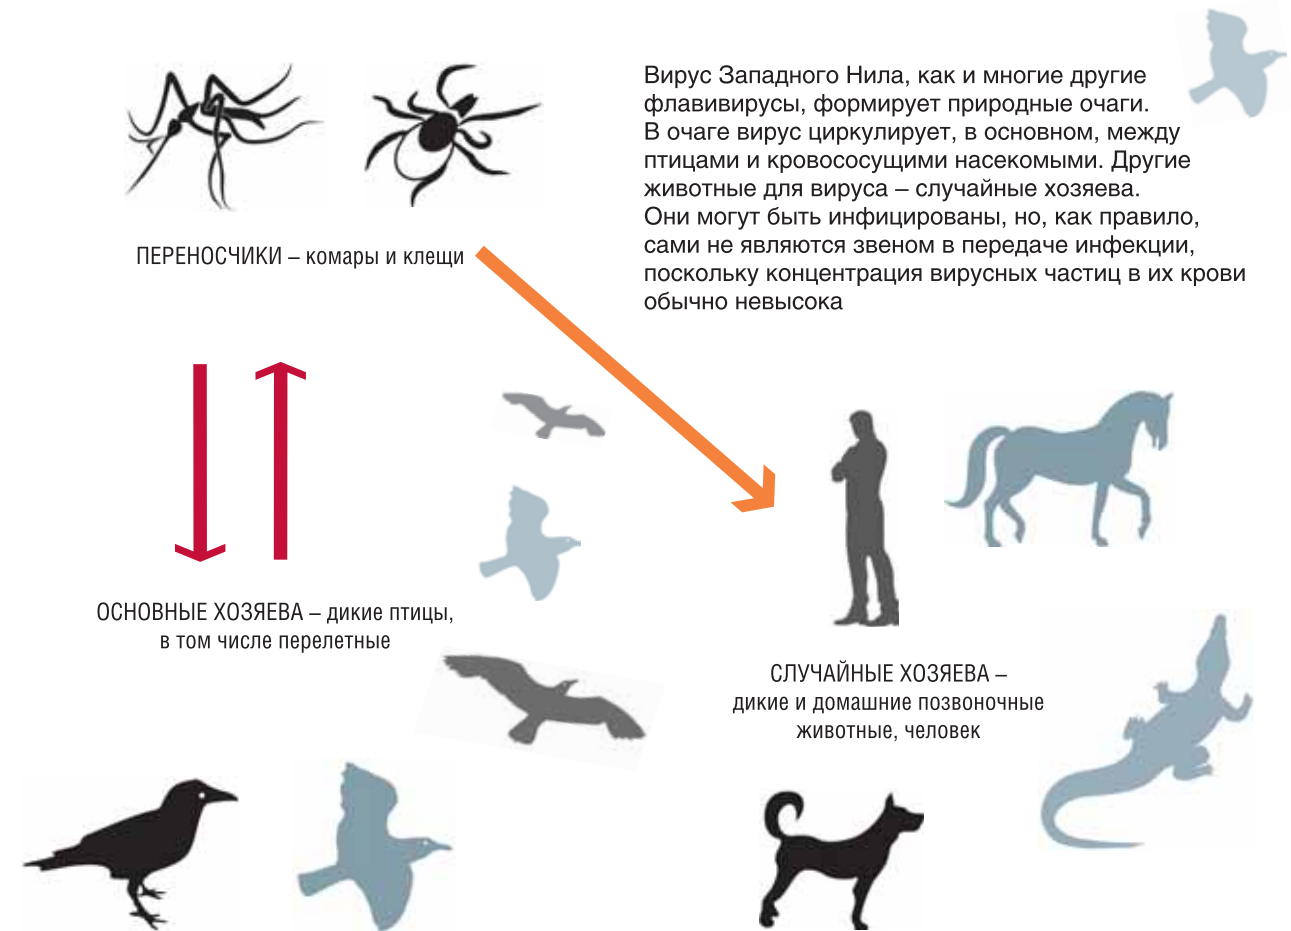 Вирус Западного Нила, как и многие другие
флавивирусы, формирует природные очаги.
В очаге вирус циркулирует, в основном, между
птицами и кровососущими насекомыми. Другие
животные для вируса – случайные хозяева.
Они могут быть инфицированы, но, как правило,
сами не являются звеном в передаче инфекции,
поскольку концентрация вирусных частиц в их крови
обычно невысока
ПЕРЕНОСЧИКИ – комары и клещи
ОСНОВНЫЕ ХОЗЯЕВА – дикие птицы,
в том числе перелетные
СЛУЧАЙНЫЕ ХОЗЯЕВА –
дикие и домашние позвоночные
животные, человек